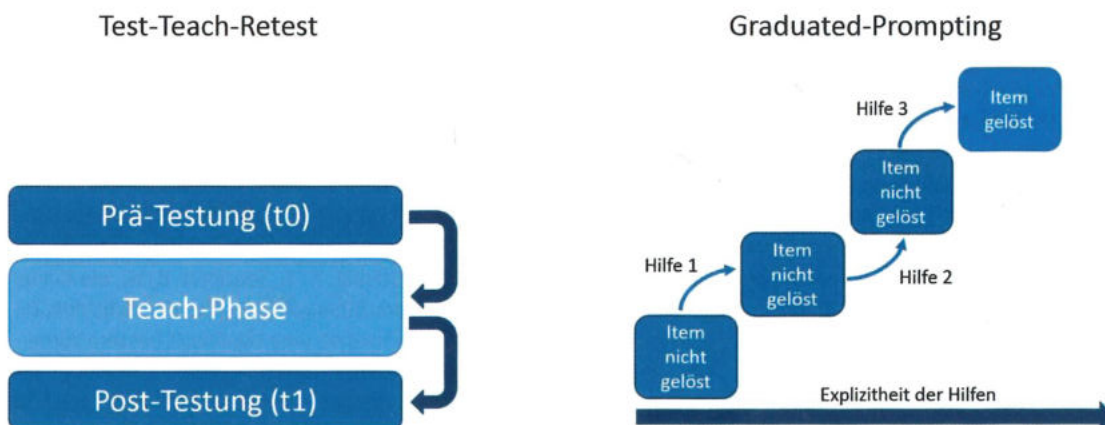 Test-Teach-Retest
Prä-Testung (t0)
Teach-Phase
Post-Testung (t1)
Graduated-Prompting
Hilfe 3
Item
gelöst
Item
nicht
gelöst
Hilfe 1
Item
nicht
gelöst
Hilfe 2
Item
nicht
gelöst
Explizitheit der Hilfen